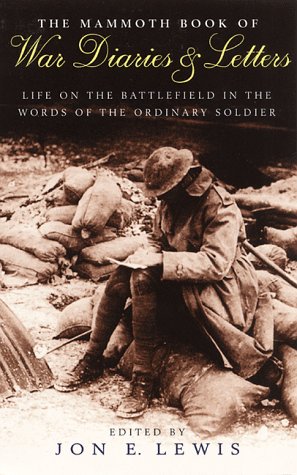 THE MAMMOTH BOOK OF
War Diaries & Letters
LIFE ON THE BATTLEFIELD IN THE
WORDS OF THE ORDINARY SOLDIER
EDITED BY
JON E. LEWIS